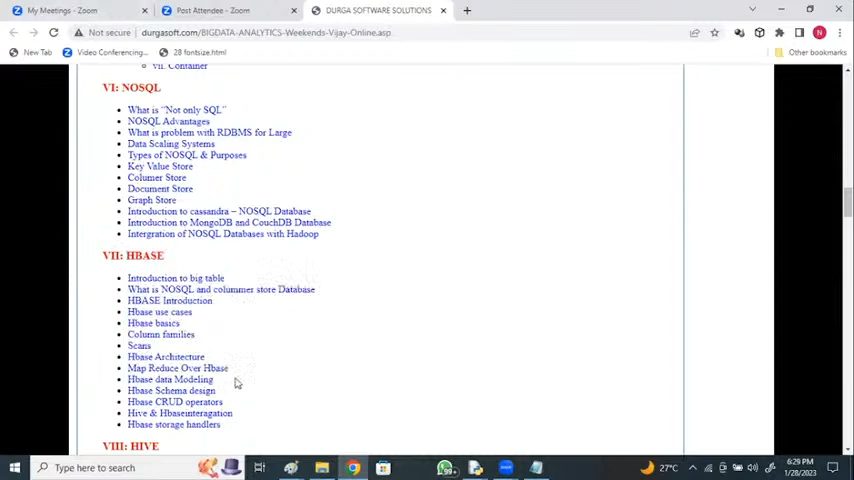 My Meetings - Zoom
Post Attendee - Zoom
DURGA SOFTWARE SOLUTIONS
Not secure
durgasoft.com/BIGDATA-ANALYTICS-Weekends-Vijay-Online.asp
N
New Tab
Video Conferencing...
28 fontsize.html
Other bookmarks
vii. Container
VI: NOSQL
What is “Not only SQL”
NOSQL Advantages
What is problem with RDBMS for Large
Data Scaling Systems
Types of NOSQL & Purposes
Key Value Store
Columer Store
Document Store
Graph Store
Introduction to cassandra – NOSQL Database
Introduction to MongoDB and CouchDB Database
Intergration of NOSQL Databases with Hadoop
VII: HBASE
Introduction to big table
What is NOSQL and colummer store Database
HBASE Introduction
Hbase use cases
Hbase basics
Column families
Scans
Hbase Architecture
Map Reduce Over Hbase
Hbase data Modeling
Hbase Schema design
Hbase CRUD operators
Hive & Hbaseinteragation
Hbase storage handlers
VIII: HIVE
Type here to search
99+
27°C
6:29 PM
1/28/2023